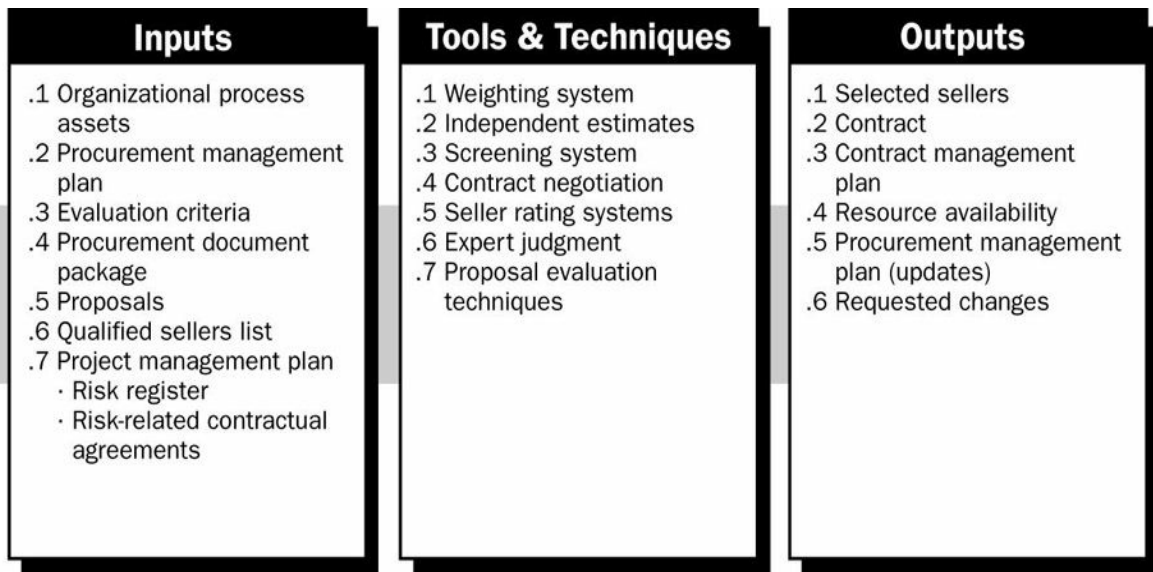 Inputs
.1 Organizational process
assets
.2 Procurement management
plan
.3 Evaluation criteria
.4 Procurement document
package
.5 Proposals
.6 Qualified sellers list
.7 Project management plan
· Risk register
· Risk-related contractual
agreements
Tools & Techniques
.1 Weighting system
.2 Independent estimates
.3 Screening system
.4 Contract negotiation
.5 Seller rating systems
.6 Expert judgment
.7 Proposal evaluation
techniques
Outputs
.1 Selected sellers
.2 Contract
.3 Contract management
plan
.4 Resource availability
.5 Procurement management
plan (updates)
.6 Requested changes